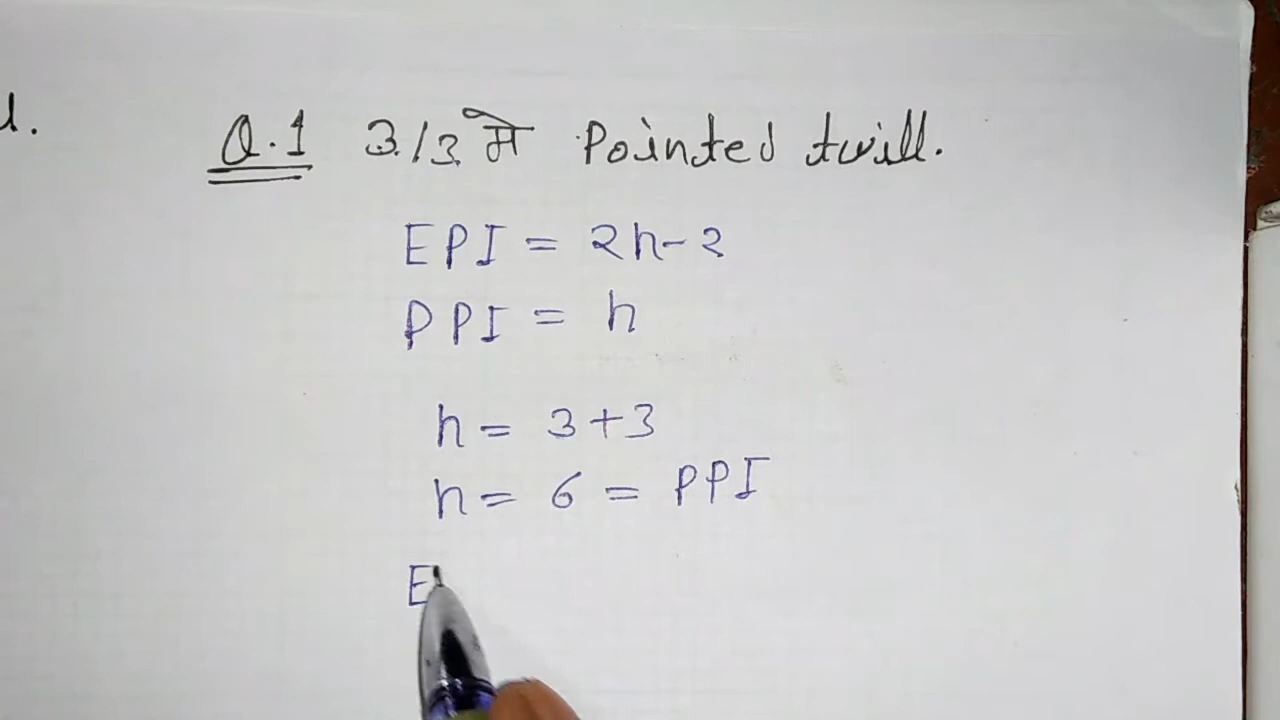 Q.1 3/3 मे Pointed twill.
EPI = 2n-2
PPI = n
n = 3+3
n = 6 = PPI
E